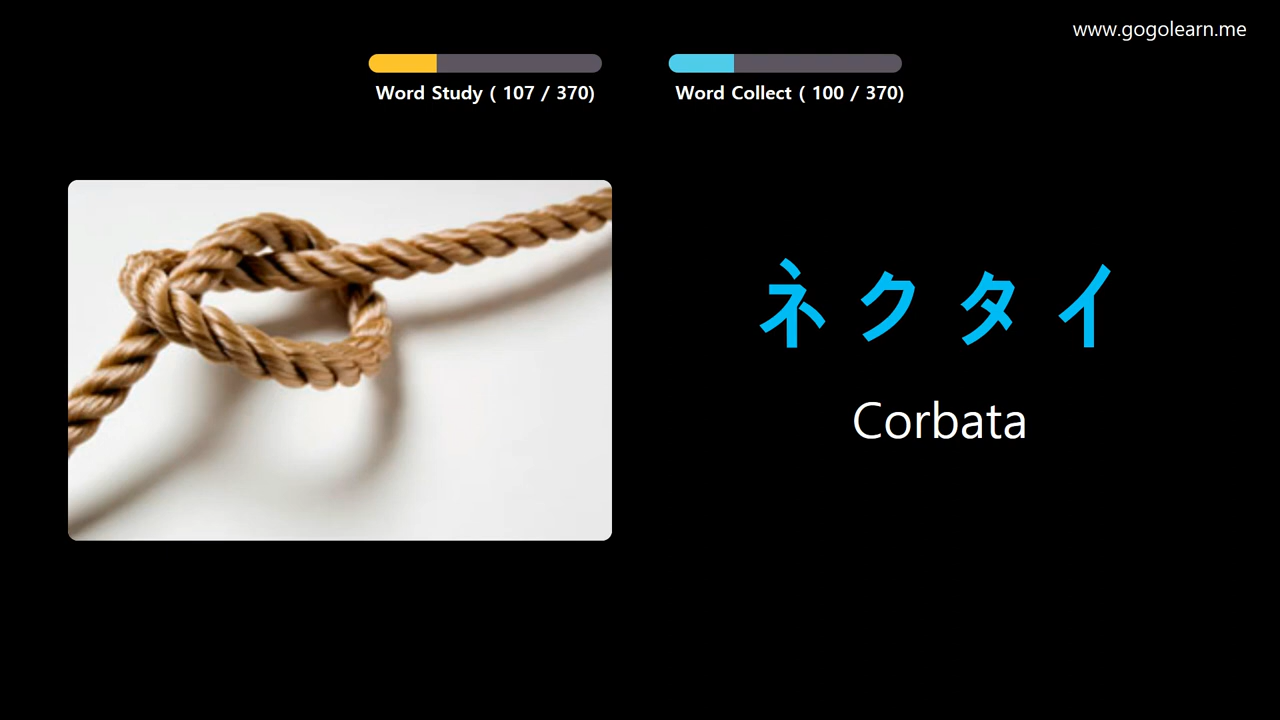 www.gogolearn.me
Word Study ( 107 / 370)
Word Collect ( 100 / 370)
ネクタイ
Corbata